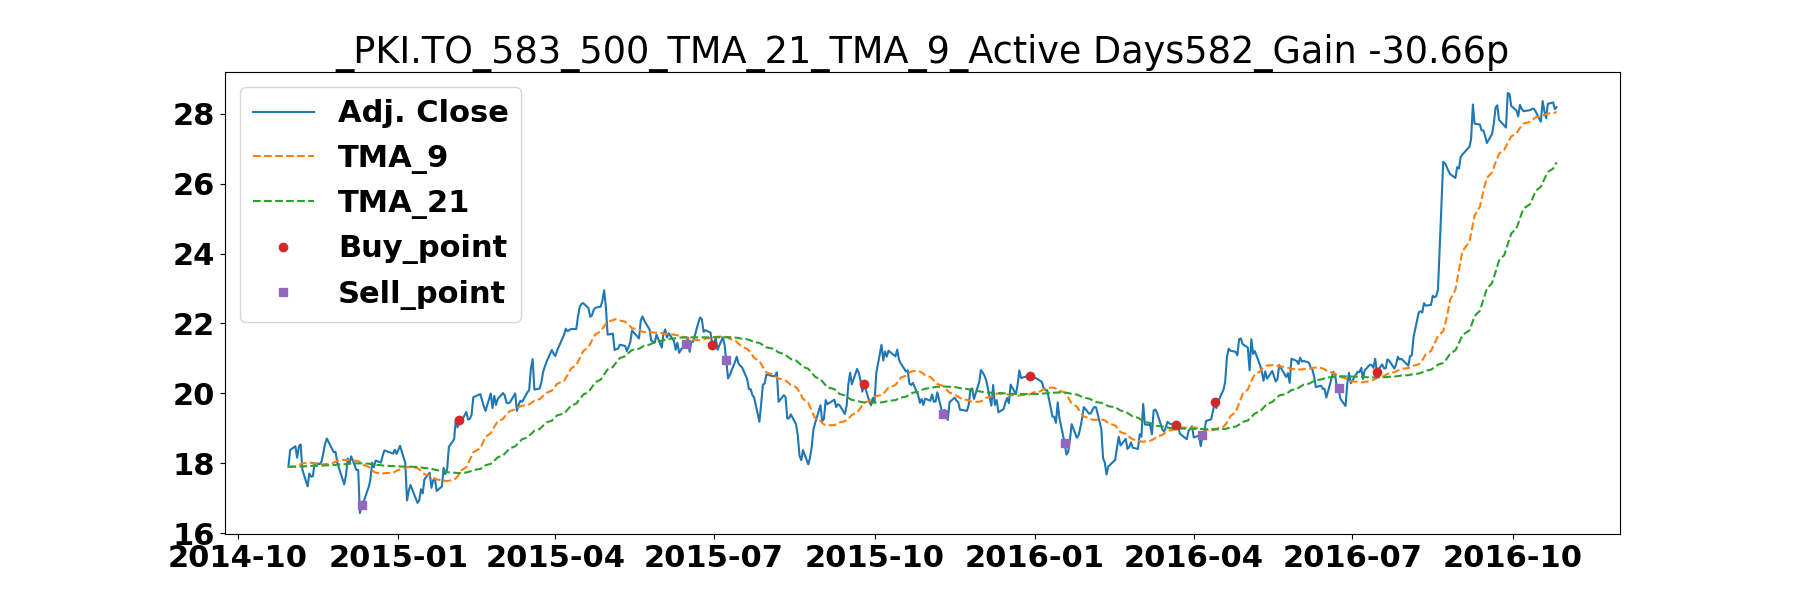 _PKI.TO_583_500_TMA_21_TMA_9_Active Days582_Gain -30.66p
Adj. Close
TMA_9
TMA_21
Buy_point
Sell_point
28
26
24
22
20
18
16
2014-10 2015-01 2015-04 2015-07 2015-10 2016-01 2016-04 2016-07 2016-10